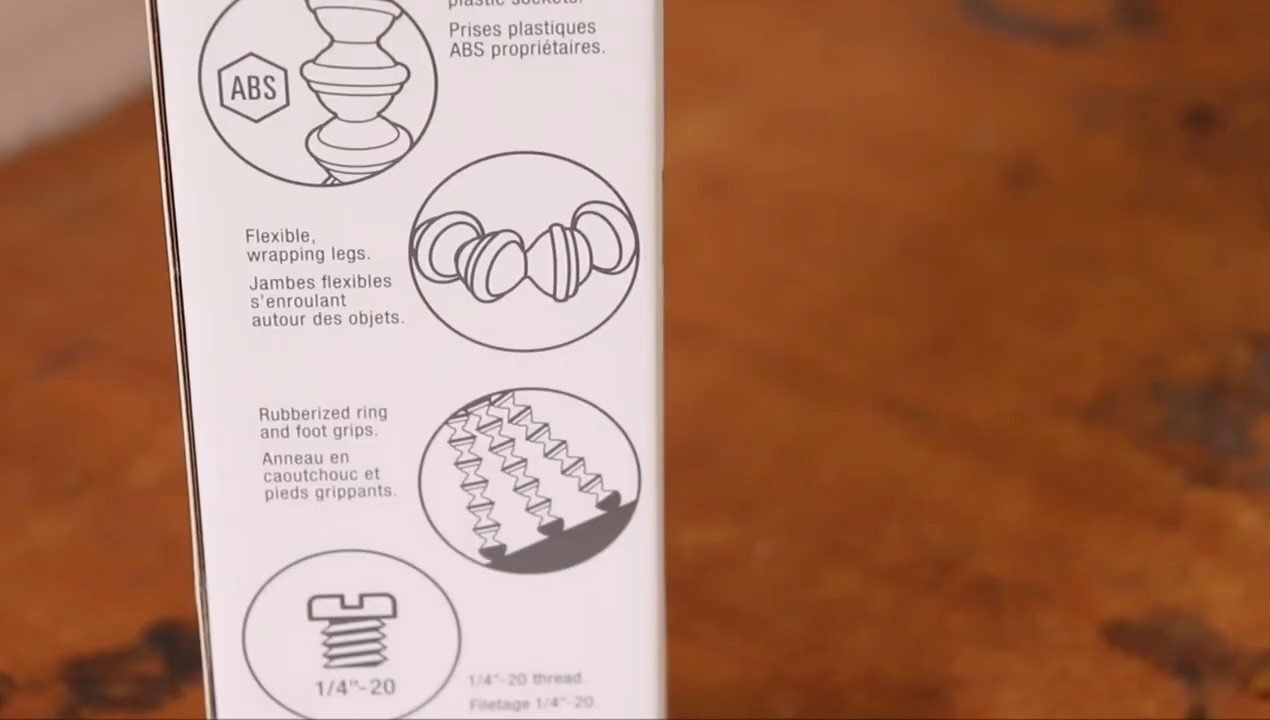 plastic sockets.
Prises plastiques
ABS propriétaires.
ABS
Flexible,
wrapping legs.
Jambes flexibles
s'enroulant
autour des objets.
Rubberized ring
and foot grips.
Anneau en
caoutchouc et
pieds grippants.
1/4"-20
1/4"-20 thread.
Filetage 1/4"-20.